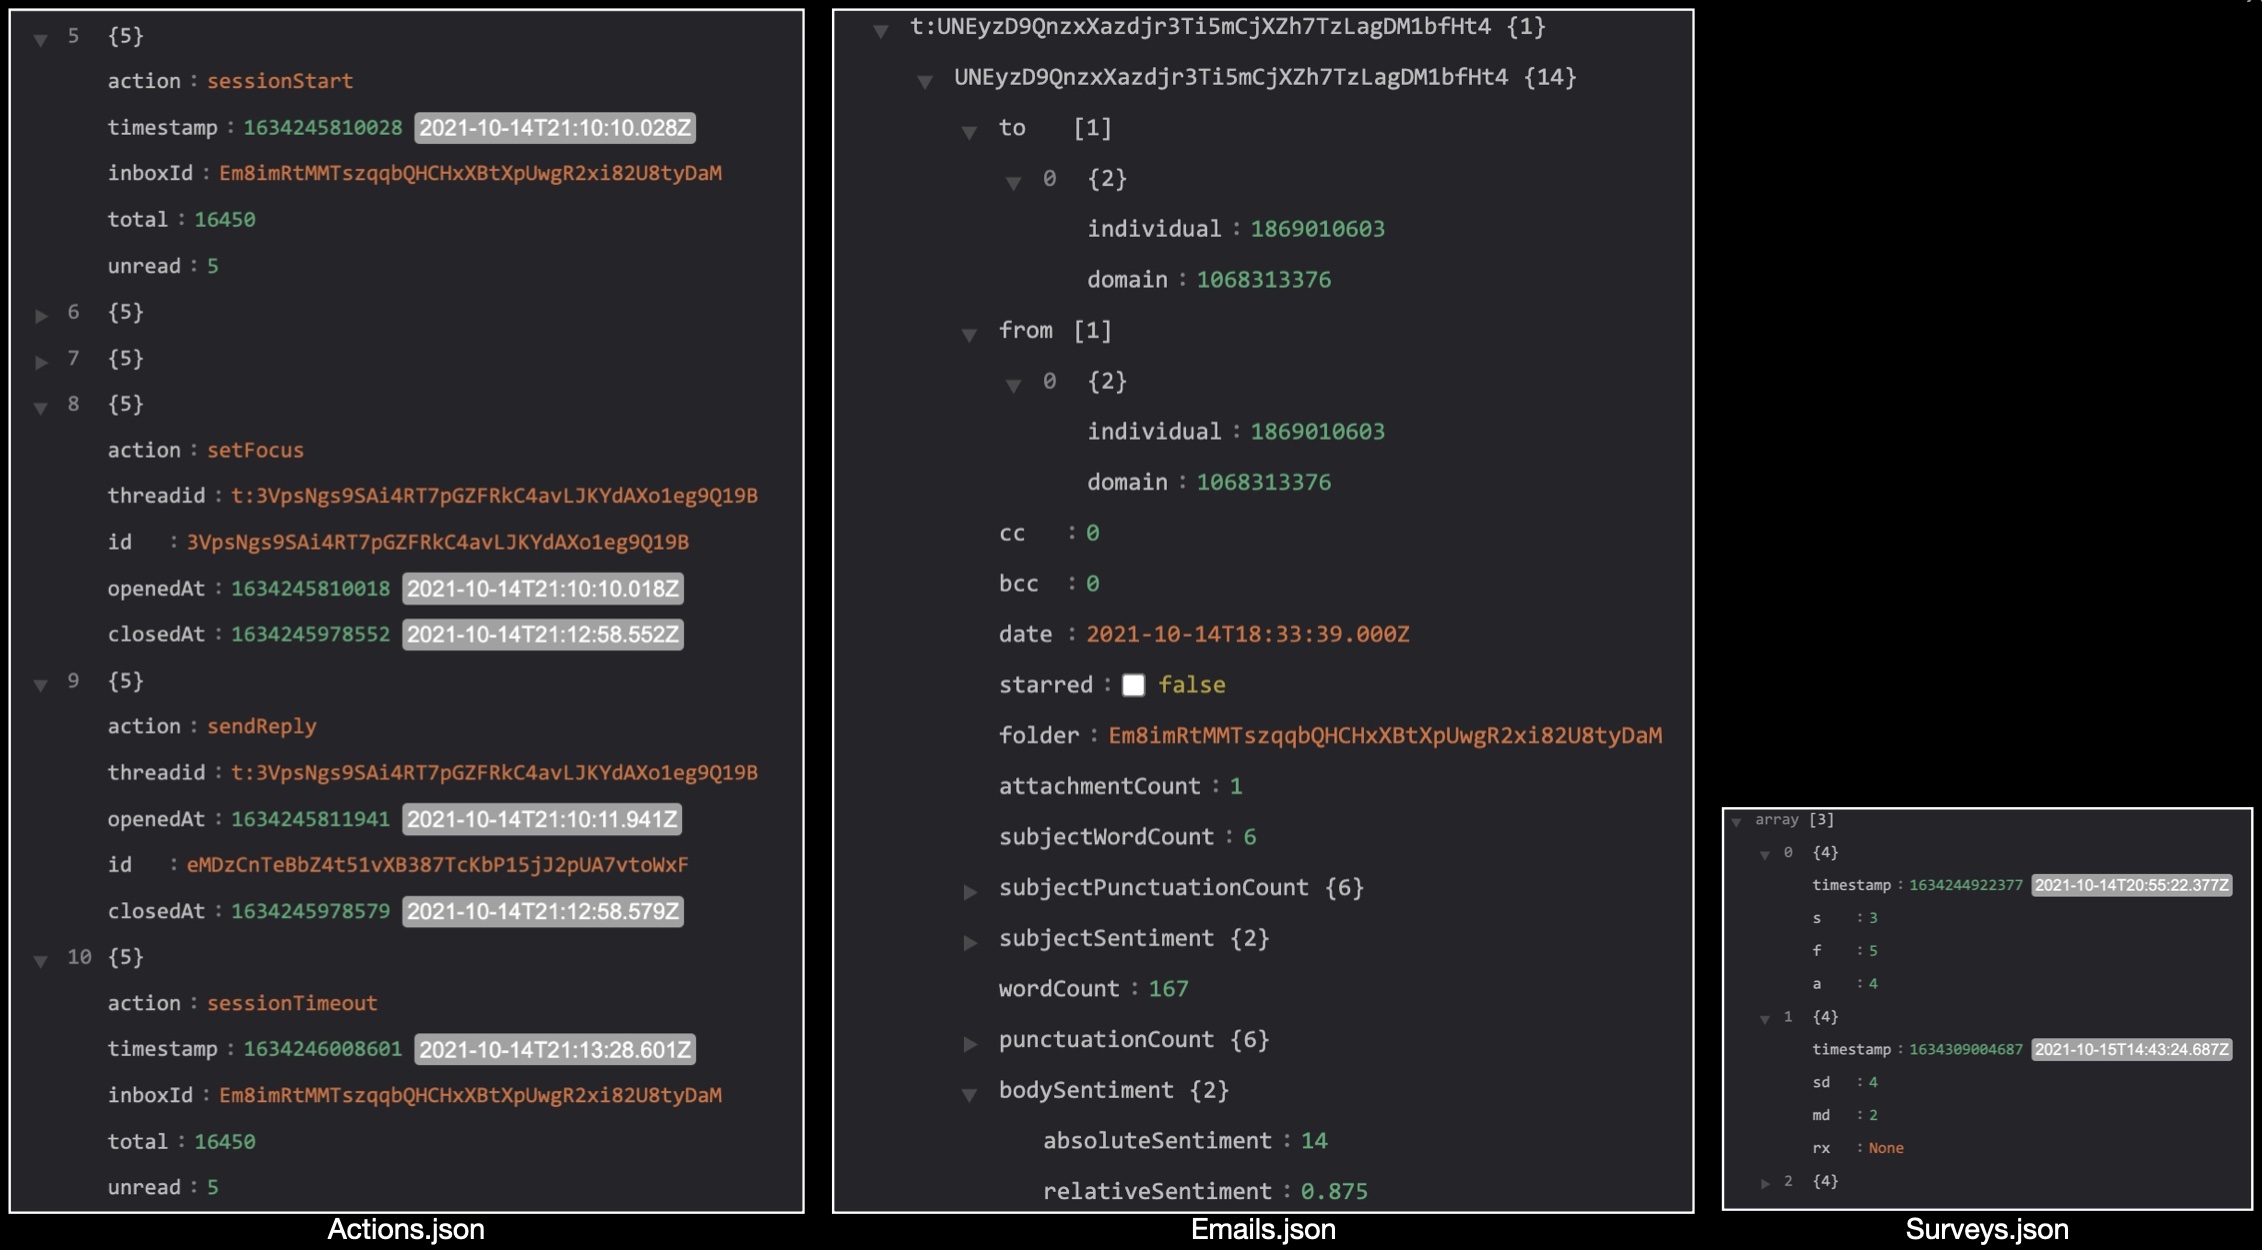 5 {5}
action : sessionStart
timestamp : 1634245810028 2021-10-14T21:10:10.028Z
inboxId : Em8imRtMMTszqqbQHCHxXBtXpUwgR2xi82U8tyDaM
total : 16450
unread : 5
6 {5}
7 {5}
8 {5}
action : setFocus
threadid : t:3VpsNgs9SAi4RT7pGZFRkC4avLJKYdAXo1eg9Q19B
id : 3VpsNgs9SAi4RT7pGZFRkC4avLJKYdAXo1eg9Q19B
openedAt : 1634245810018 2021-10-14T21:10:10.018Z
closedAt : 1634245978552 2021-10-14T21:12:58.552Z
9 {5}
action : sendReply
threadid : t:3VpsNgs9SAi4RT7pGZFRkC4avLJKYdAXo1eg9Q19B
openedAt : 1634245811941 2021-10-14T21:10:11.941Z
id : eMDzCnTeBbZ4t51vXB387TcKbP15jJ2pUA7vtoWxF
closedAt : 1634245978579 2021-10-14T21:12:58.579Z
10 {5}
action : sessionTimeout
timestamp : 1634246008601 2021-10-14T21:13:28.601Z
inboxId : Em8imRtMMTszqqbQHCHxXBtXpUwgR2xi82U8tyDaM
total : 16450
unread : 5
Actions.json
t:UNEyzD9QnzxXazdjr3Ti5mCjXZh7TzLagDM1bfHt4 {1}
UNEyzD9QnzxXazdjr3Ti5mCjXZh7TzLagDM1bfHt4 {14}
to [1]
0 {2}
individual : 1869010603
domain : 1068313376
from [1]
0 {2}
individual : 1869010603
domain : 1068313376
cc : 0
bcc : 0
date : 2021-10-14T18:33:39.000Z
starred : false
folder : Em8imRtMMTszqqbQHCHxXBtXpUwgR2xi82U8tyDaM
attachmentCount : 1
subjectWordCount : 6
subjectPunctuationCount {6}
subjectSentiment {2}
wordCount : 167
punctuationCount {6}
bodySentiment {2}
absoluteSentiment : 14
relativeSentiment : 0.875
Emails.json
array [3]
0 {4}
timestamp : 1634244922377 2021-10-14T20:55:22.377Z
s : 3
f : 5
a : 4
1 {4}
timestamp : 1634309004687 2021-10-15T14:43:24.687Z
sd : 4
md : 2
rx : None
2 {4}
Surveys.json